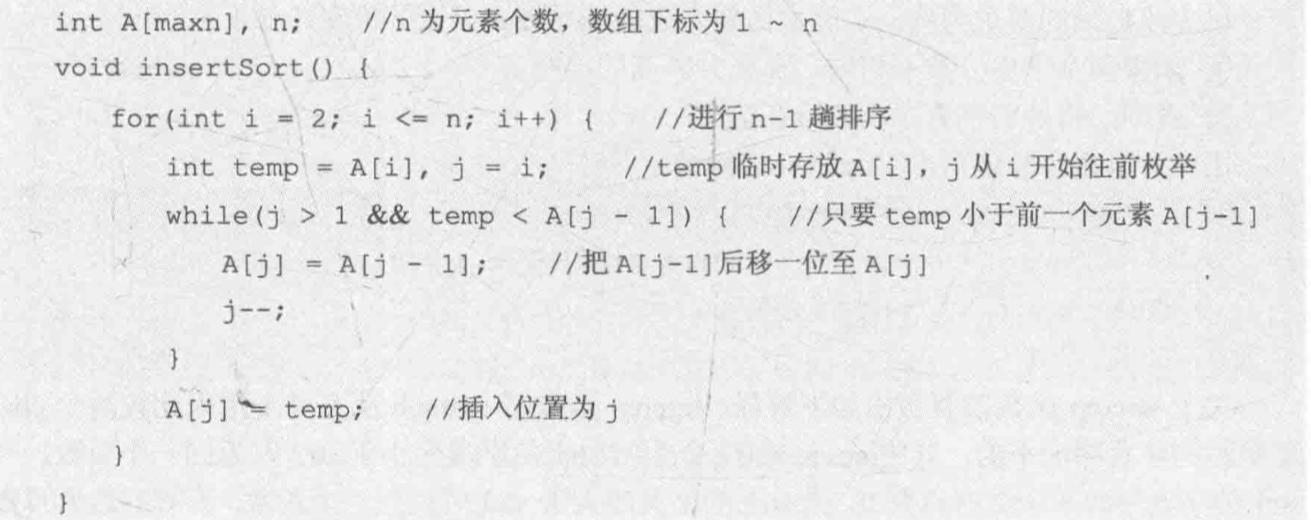 int A[maxn], n; //n 为元素个数，数组下标为 1 ~ n
void insertSort() {
for(int i = 2; i <= n; i++) { //进行 n-1 趟排序
int temp = A[i], j = i; //temp 临时存放 A[i]，j 从 i 开始往前枚举
while(j > 1 && temp < A[j - 1]) { //只要 temp 小于前一个元素 A[j-1]
A[j] = A[j - 1]; //把 A[j-1]后移一位至 A[j]
j--;
}
A[j] = temp; //插入位置为 j
}
}